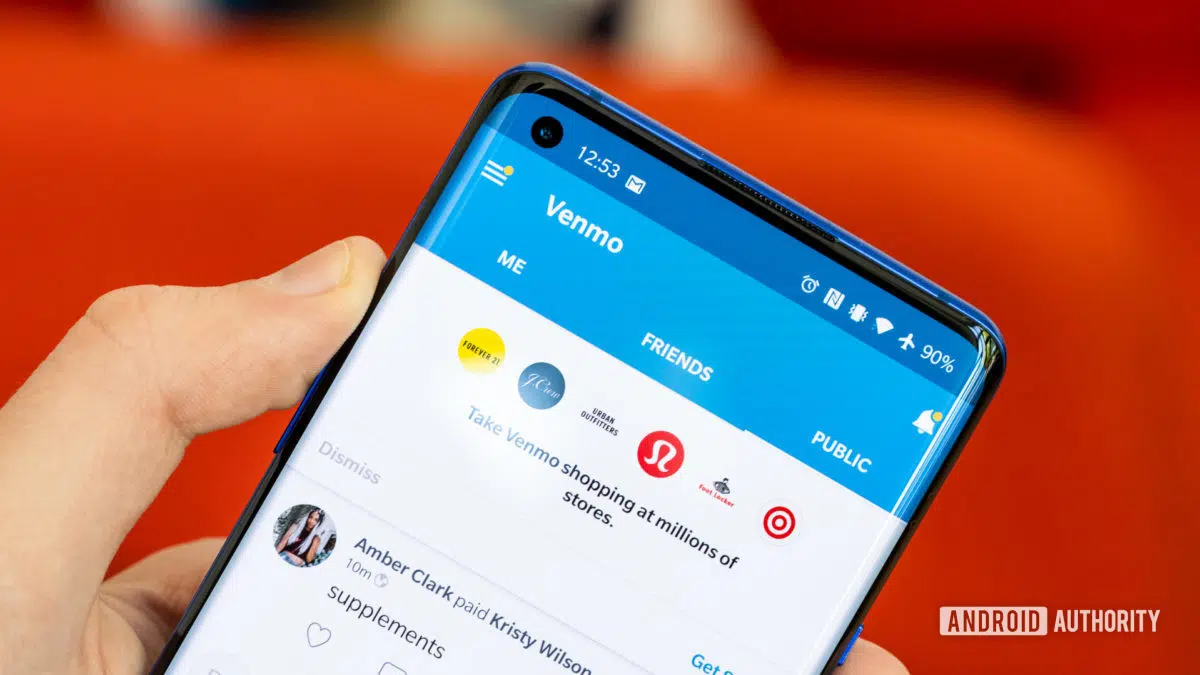 12:53
90%
Venmo
ME
FRIENDS
PUBLIC
FOREVER 21
J.Crew
URBAN
OUTFITTERS
Foot Locker
Take Venmo shopping at millions of
stores.
Dismiss
Get
Amber Clark paid Kristy Wilson
10m
supplements
ANDROID AUTHORITY